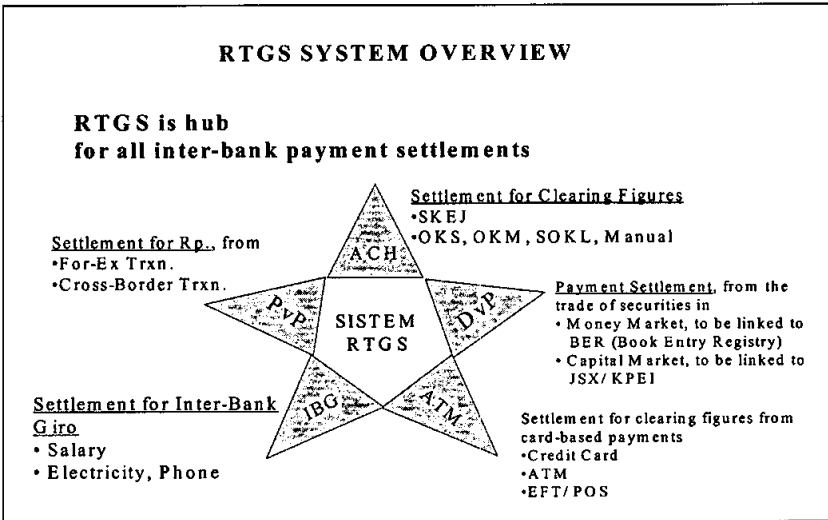 RTGS SYSTEM OVERVIEW
RTGS is hub
for all inter-bank payment settlements
Settlement for Clearing Figures
•SKEJ
•OKS, OKM, SOKL, Manual
ACH
Settlement for Rp., from
•For-Ex Trxn.
•Cross-Border Trxn.
PvP
SISTEM
RTGS
DvP
Payment Settlement, from the
trade of securities in
• Money Market, to be linked to
BER (Book Entry Registry)
• Capital Market, to be linked to
JSX/KPEI
Settlement for Inter-Bank
Giro
• Salary
• Electricity, Phone
IBG
ATM
Settlement for clearing figures from
card-based payments
•Credit Card
•ATM
•EFT/POS